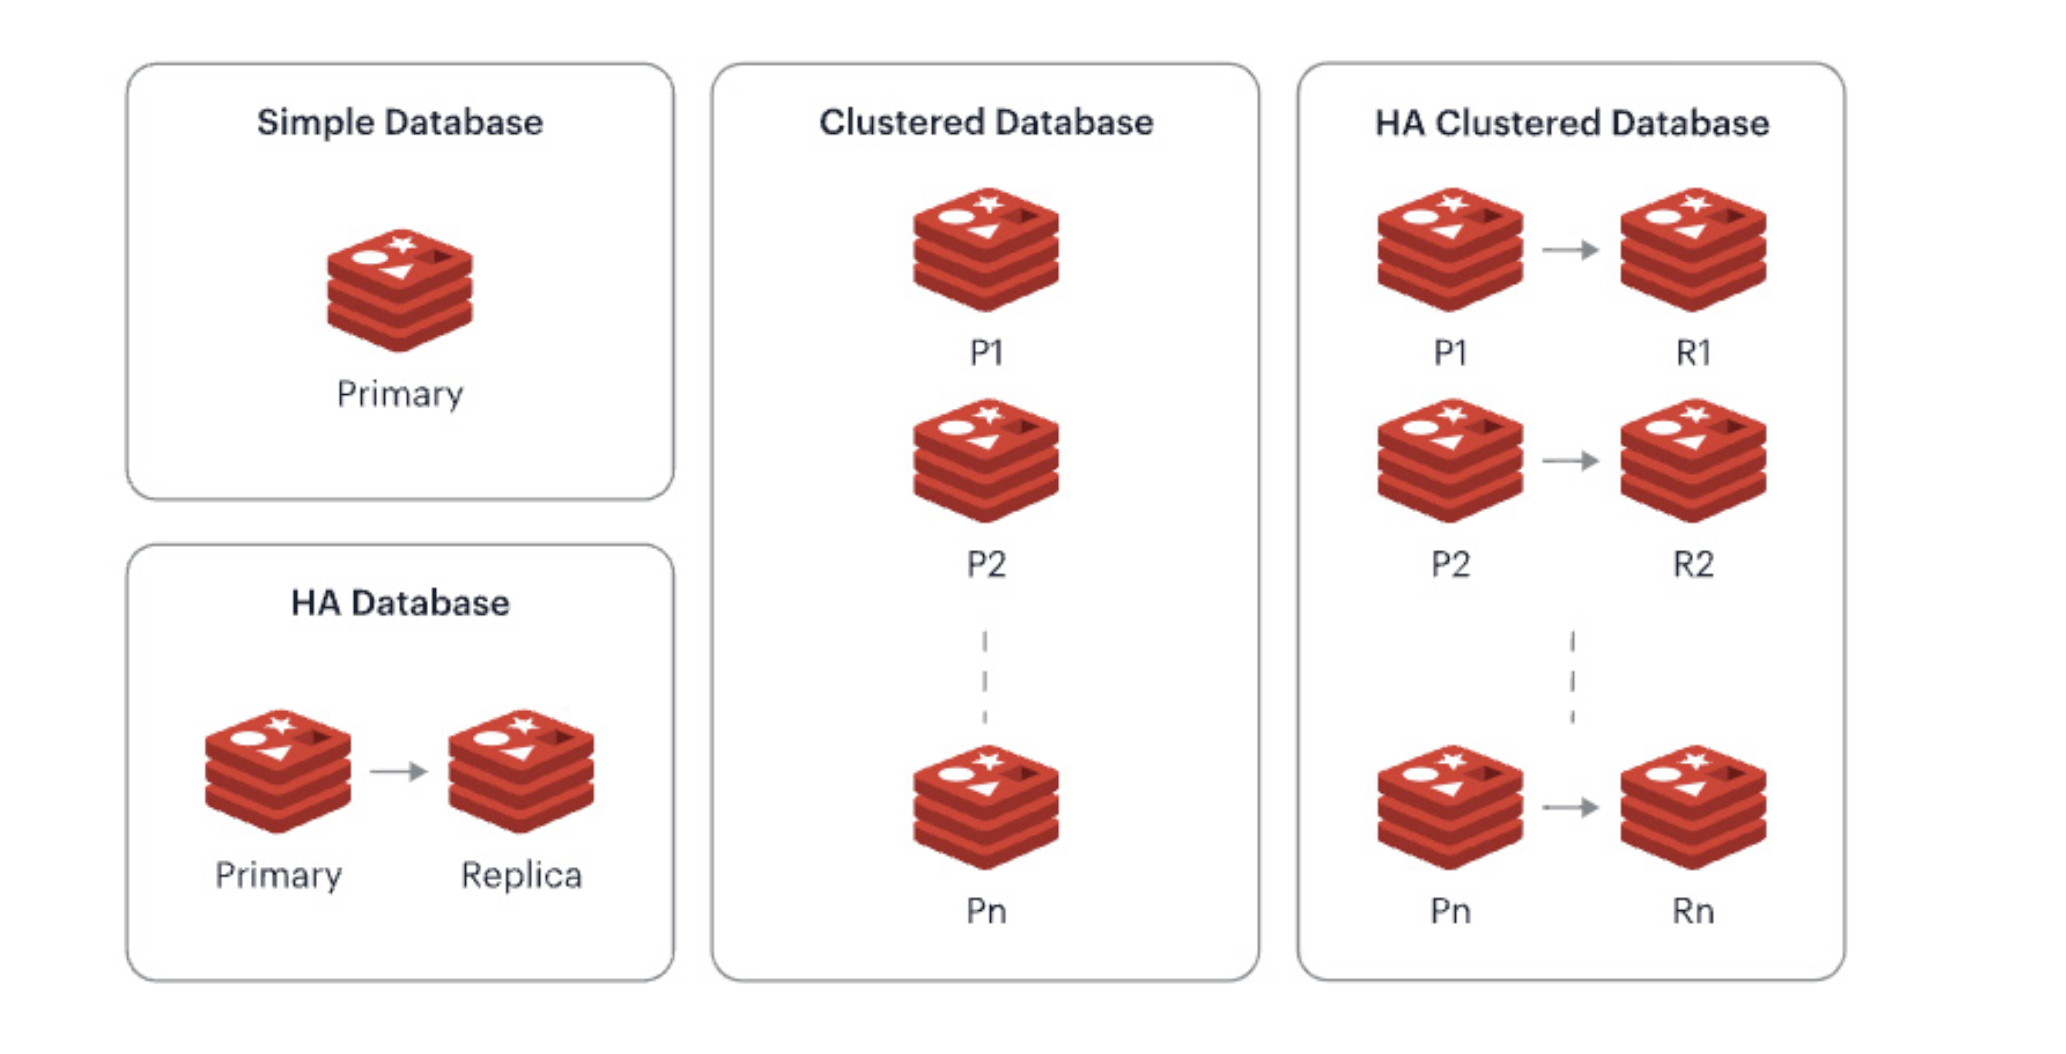 Simple Database
Primary
HA Database
Primary Replica
Clustered Database
P1
P2
Pn
HA Clustered Database
P1 R1
P2 R2
Pn Rn